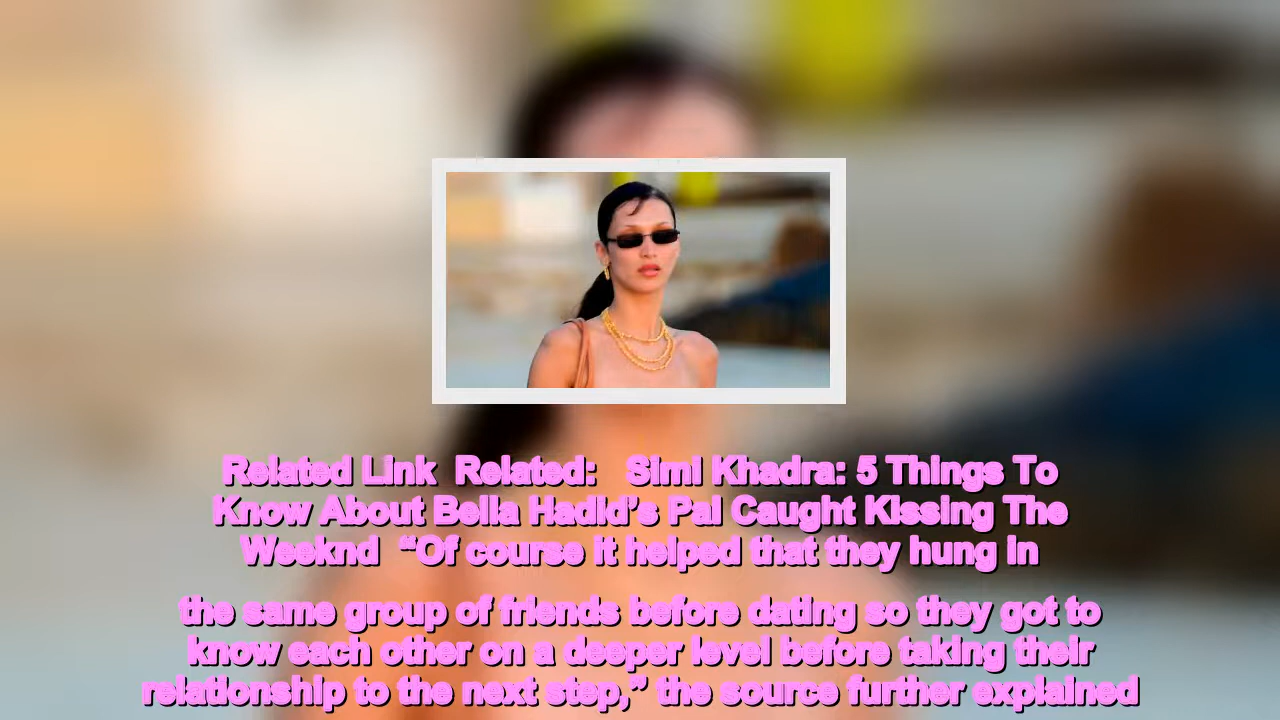 Related Link  Related:   Simi Khadra: 5 Things To
Know About Bella Hadid’s Pal Caught Kissing The
Weeknd  “Of course it helped that they hung in
the same group of friends before dating so they got to
know each other on a deeper level before taking their
relationship to the next step,” the source further explained